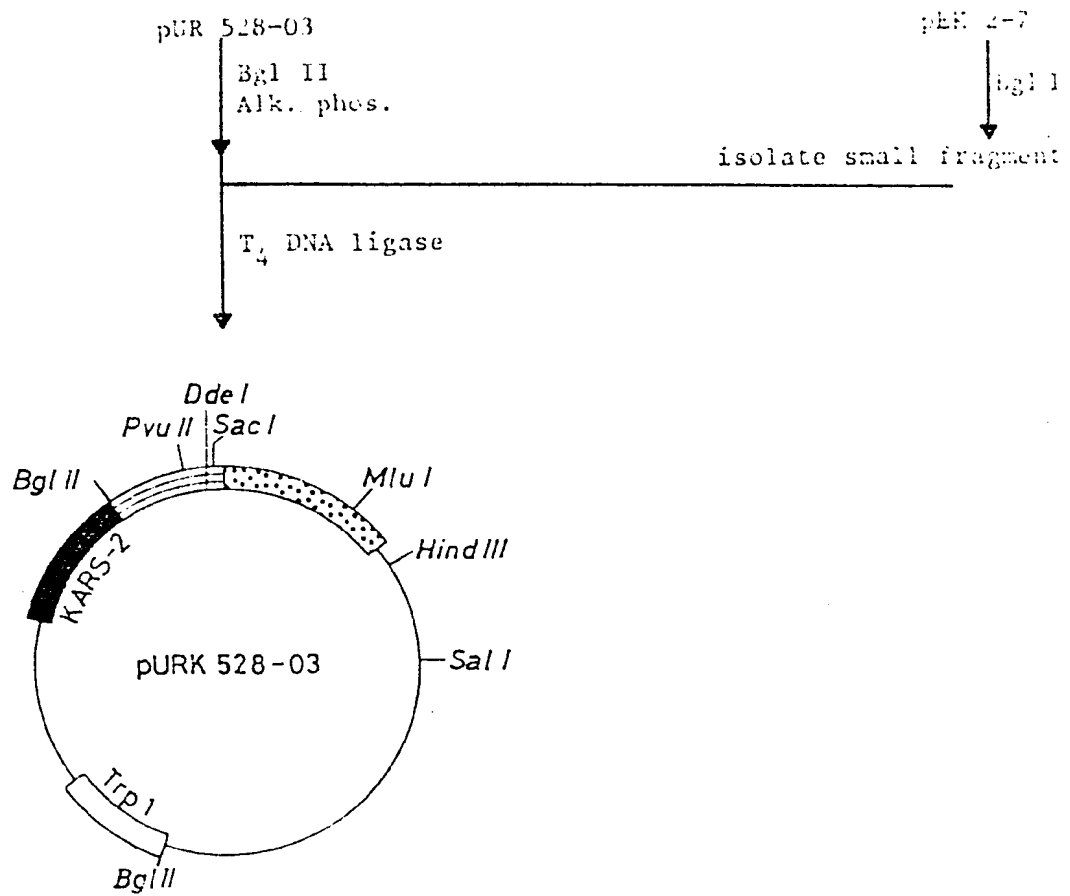 pUR 528-03
Bgl II
Alk. phos.
isolate small fragment
T4 DNA ligase
Dde I
Pvu II
Sac I
Bgl II
Mlu I
Hind III
KARS-2
pURK 528-03
Sal I
Trp 1
Bgl II